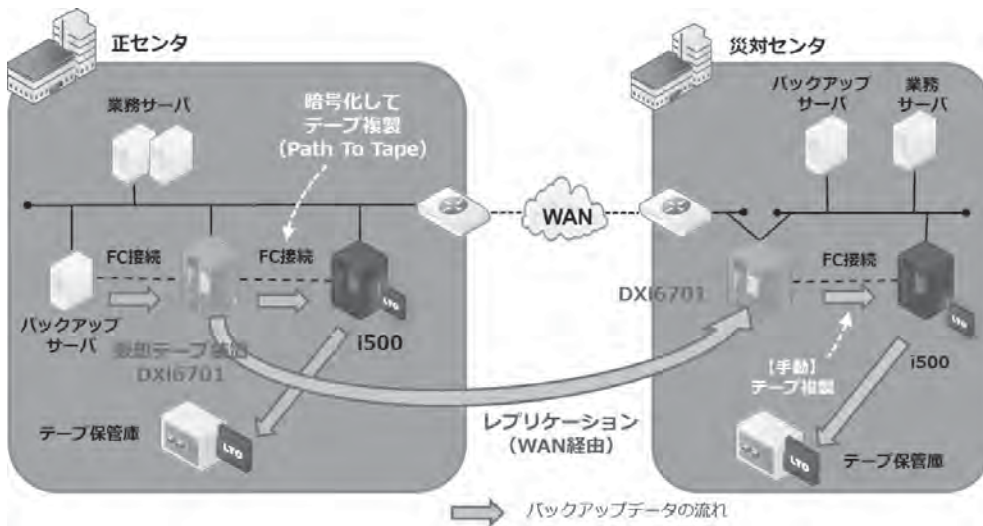 正センタ
災対センタ
業務サーバ
暗号化して
テープ複製
(Path To Tape)
バックアップ
サーバ
業務
サーバ
WAN
FC接続
FC接続
FC接続
LTO
DXi6701
バックアップ
サーバ
仮想テープ装置
DXi6701
i500
LTO
i500
【手動】
テープ複製
レプリケーション
(WAN経由)
テープ保管庫
LTO
LTO
テープ保管庫
バックアップデータの流れ